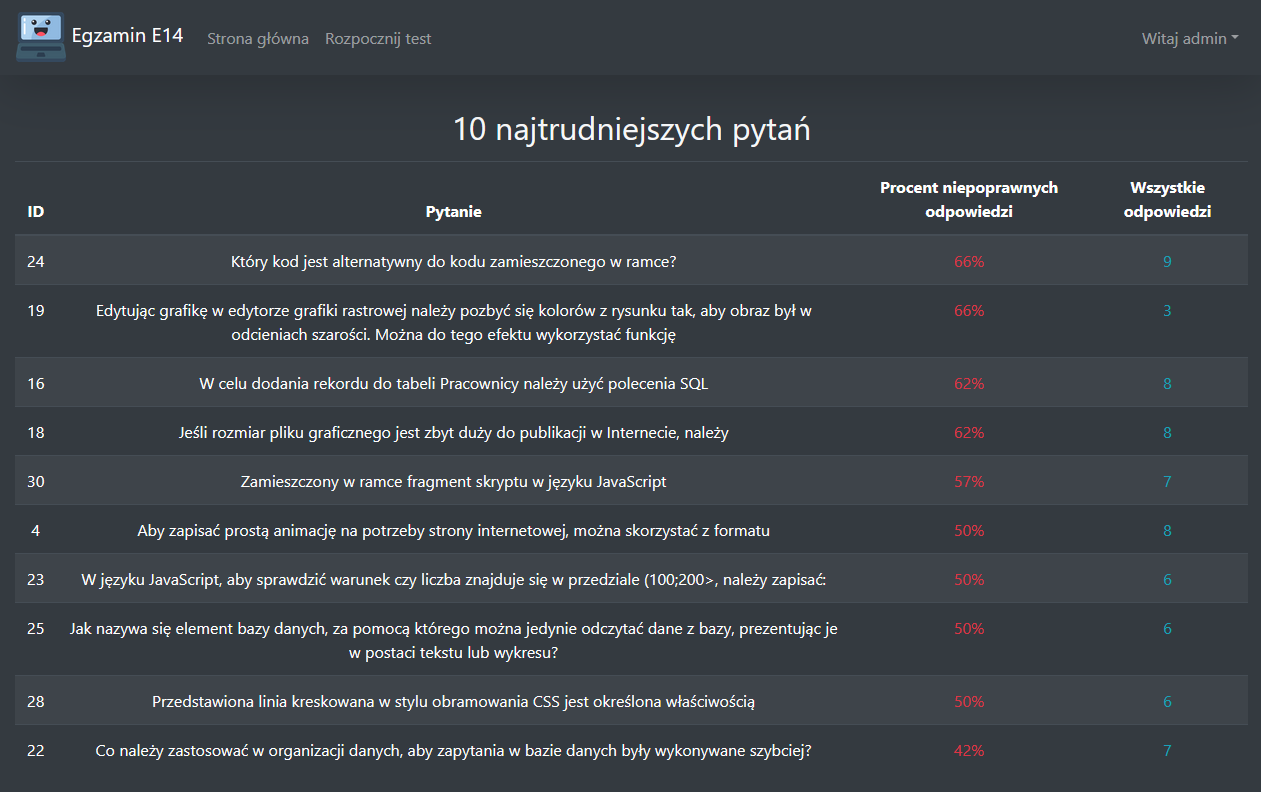 Egzamin E14 Strona główna Rozpocznij test Witaj admin
10 najtrudniejszych pytań
ID Pytanie Procent niepoprawnych odpowiedzi Wszystkie odpowiedzi
24 Który kod jest alternatywny do kodu zamieszczonego w ramce? 66% 9
19 Edytując grafikę w edytorze grafiki rastrowej należy pozbyć się kolorów z rysunku tak, aby obraz był w 66% 3
odcieniach szarości. Można do tego efektu wykorzystać funkcję
16 W celu dodania rekordu do tabeli Pracownicy należy użyć polecenia SQL 62% 8
18 Jeśli rozmiar pliku graficznego jest zbyt duży do publikacji w Internecie, należy 62% 8
30 Zamieszczony w ramce fragment skryptu w języku JavaScript 57% 7
4 Aby zapisać prostą animację na potrzeby strony internetowej, można skorzystać z formatu 50% 8
23 W języku JavaScript, aby sprawdzić warunek czy liczba znajduje się w przedziale (100;200>, należy zapisać: 50% 6
25 Jak nazywa się element bazy danych, za pomocą którego można jedynie odczytać dane z bazy, prezentując je 50% 6
w postaci tekstu lub wykresu?
28 Przedstawiona linia kreskowana w stylu obramowania CSS jest określona właściwością 50% 6
22 Co należy zastosować w organizacji danych, aby zapytania w bazie danych były wykonywane szybciej? 42% 7